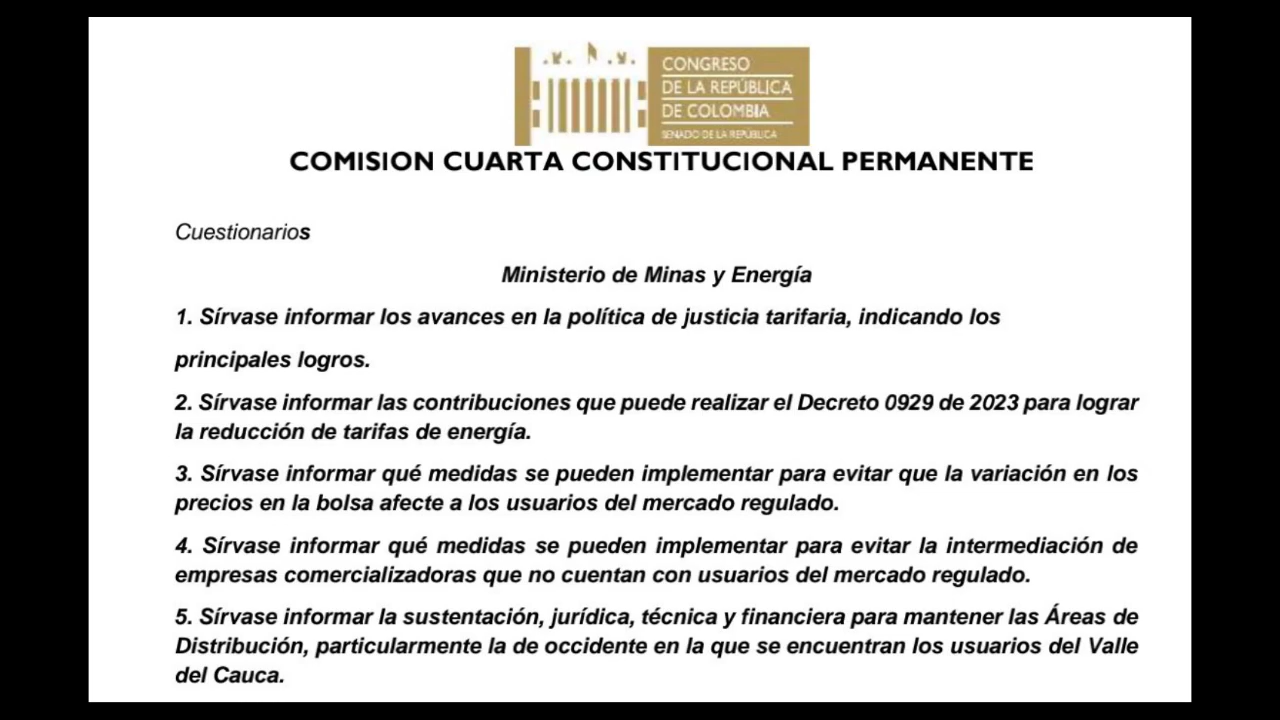 CONGRESO
DE LA REPÚBLICA
DE COLOMBIA
SENADO DE LA REPÚBLICA
COMISION CUARTA CONSTITUCIONAL PERMANENTE
Cuestionarios
Ministerio de Minas y Energía
1. Sírvase informar los avances en la política de justicia tarifaria, indicando los
principales logros.
2. Sírvase informar las contribuciones que puede realizar el Decreto 0929 de 2023 para lograr
la reducción de tarifas de energía.
3. Sírvase informar qué medidas se pueden implementar para evitar que la variación en los
precios en la bolsa afecte a los usuarios del mercado regulado.
4. Sírvase informar qué medidas se pueden implementar para evitar la intermediación de
empresas comercializadoras que no cuentan con usuarios del mercado regulado.
5. Sírvase informar la sustentación, jurídica, técnica y financiera para mantener las Áreas de
Distribución, particularmente la de occidente en la que se encuentran los usuarios del Valle
del Cauca.